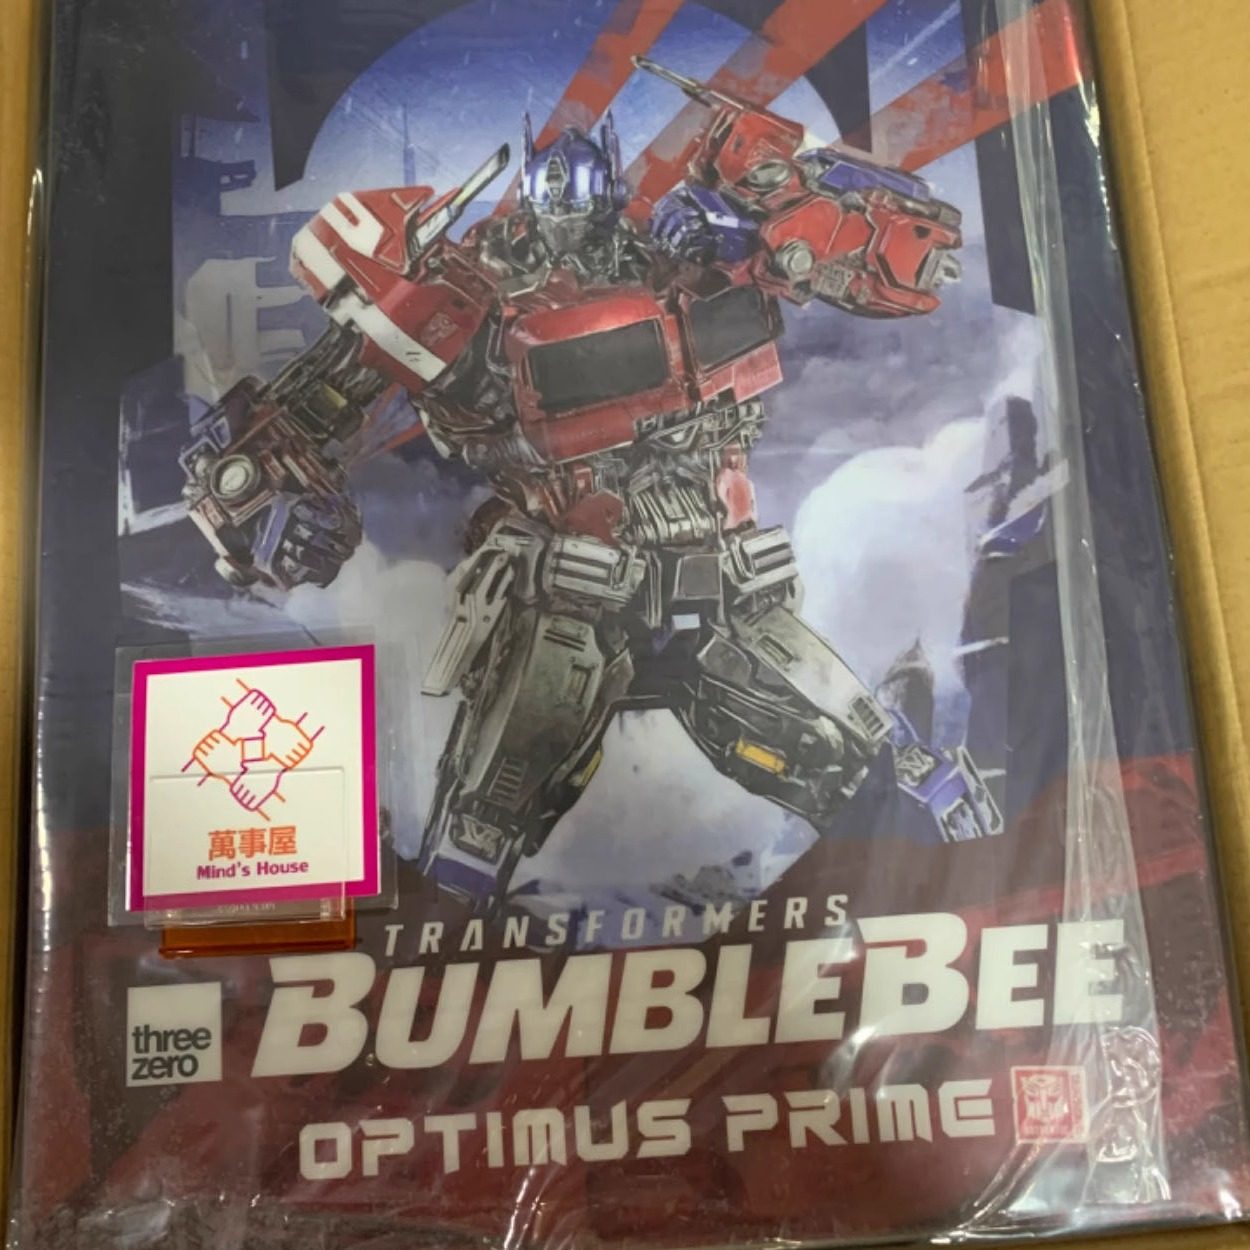 萬事屋
Mind's House
TRANSFORMERS
BUMBLEBEE
three
zero
OPTIMUS PRIME